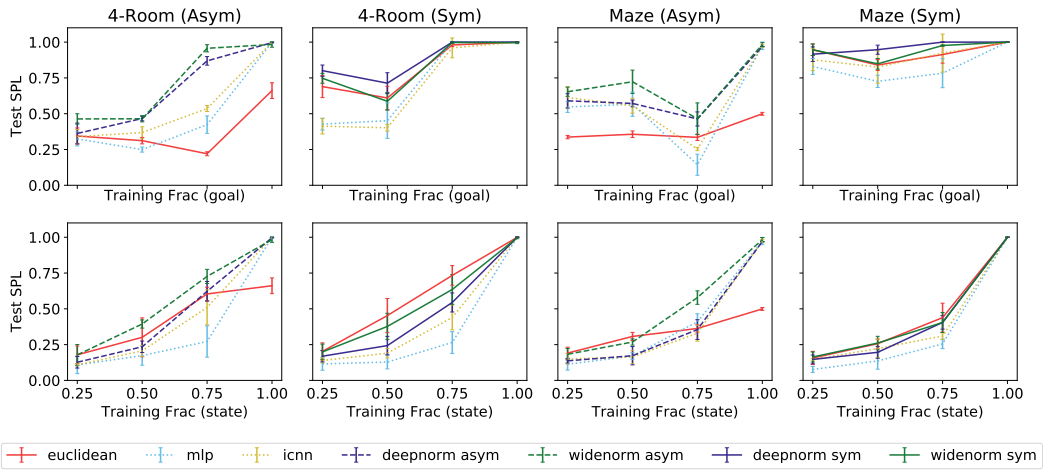 4-Room (Asym) 4-Room (Sym) Maze (Asym) Maze (Sym)
1.00
0.75
0.50
0.25
0.00
Test SPL
Training Frac (goal) Training Frac (goal) Training Frac (goal) Training Frac (goal)
1.00
0.75
0.50
0.25
0.00
Test SPL
0.25 0.50 0.75 1.00 0.25 0.50 0.75 1.00 0.25 0.50 0.75 1.00 0.25 0.50 0.75 1.00
Training Frac (state) Training Frac (state) Training Frac (state) Training Frac (state)
euclidean mlp icnn deepnorm asym widenorm asym deepnorm sym widenorm sym